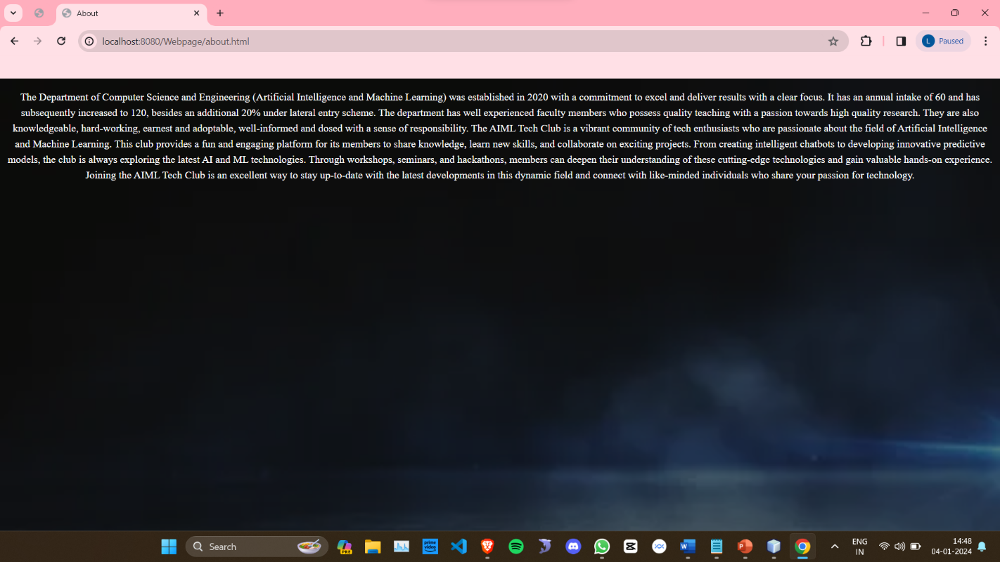 About
localhost:8080/Webpage/about.html
L Paused
The Department of Computer Science and Engineering (Artificial Intelligence and Machine Learning) was established in 2020 with a commitment to excel and deliver results with a clear focus. It has an annual intake of 60 and has
subsequently increased to 120, besides an additional 20% under lateral entry scheme. The department has well experienced faculty members who possess quality teaching with a passion towards high quality research. They are also
knowledgeable, hard-working, earnest and adoptable, well-informed and dosed with a sense of responsibility. The AIML Tech Club is a vibrant community of tech enthusiasts who are passionate about the field of Artificial Intelligence
and Machine Learning. This club provides a fun and engaging platform for its members to share knowledge, learn new skills, and collaborate on exciting projects. From creating intelligent chatbots to developing innovative predictive
models, the club is always exploring the latest AI and ML technologies. Through workshops, seminars, and hackathons, members can deepen their understanding of these cutting-edge technologies and gain valuable hands-on experience.
Joining the AIML Tech Club is an excellent way to stay up-to-date with the latest developments in this dynamic field and connect with like-minded individuals who share your passion for technology.
Search
PRE
prime video
W
P
ENG
IN
14:48
04-01-2024